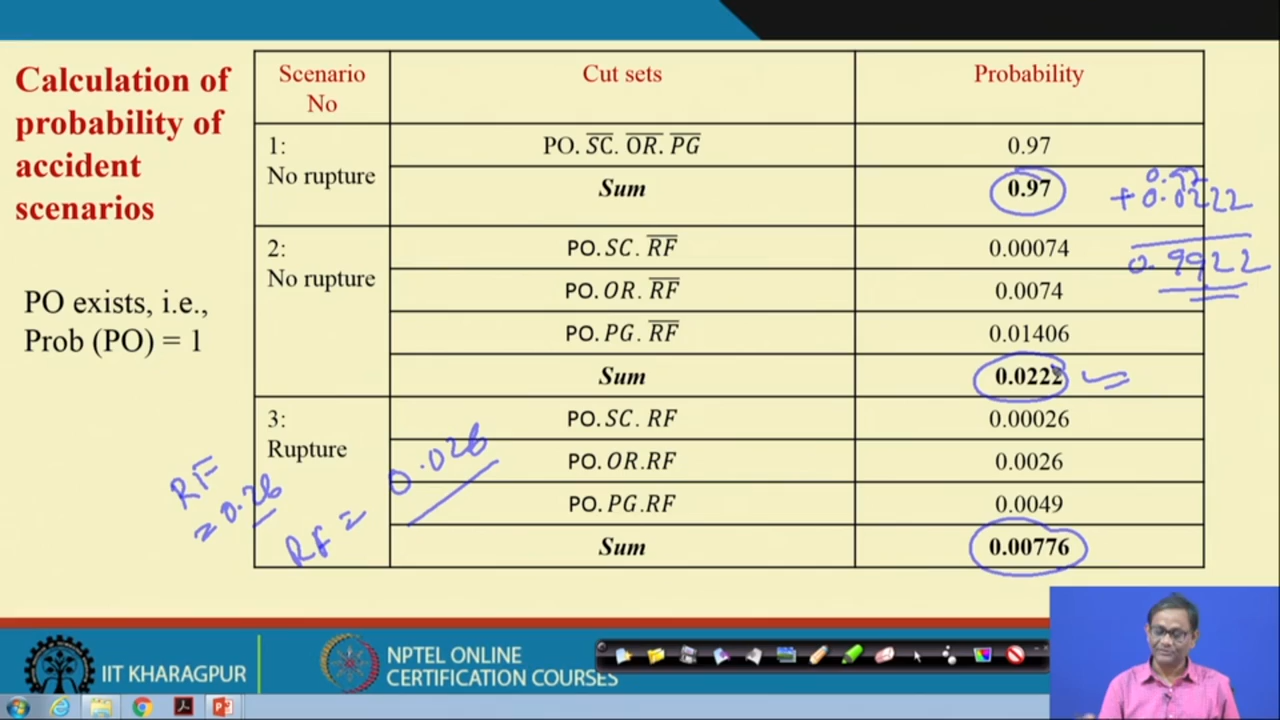 Calculation of
probability of
accident
scenarios
PO exists, i.e.,
Prob (PO) = 1
Scenario No | Cut sets | Probability
1: No rupture | PO. S̅C̅. O̅R̅. P̅G̅ | 0.97
Sum | 0.97
2: No rupture | PO. SC. R̅F̅ | 0.00074
PO. OR. R̅F̅ | 0.0074
PO. PG. R̅F̅ | 0.01406
Sum | 0.0222
3: Rupture | PO. SC. RF | 0.00026
PO. OR.RF | 0.0026
PO. PG.RF | 0.0049
Sum | 0.00776
0.97
+ 0.0222
0.9922
RF
= 0.26
RF = 0.026
IIT KHARAGPUR
NPTEL ONLINE
CERTIFICATION COURSES